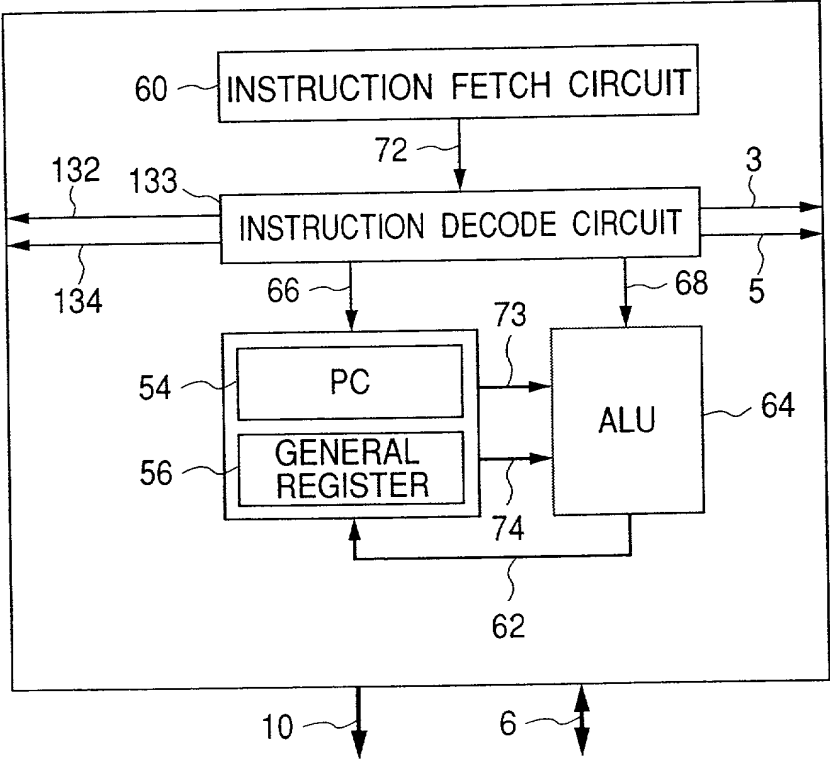 60
INSTRUCTION FETCH CIRCUIT
72
132
133
3
INSTRUCTION DECODE CIRCUIT
134
66
68
5
73
54
PC
ALU
64
56
GENERAL
REGISTER
74
62
10
6